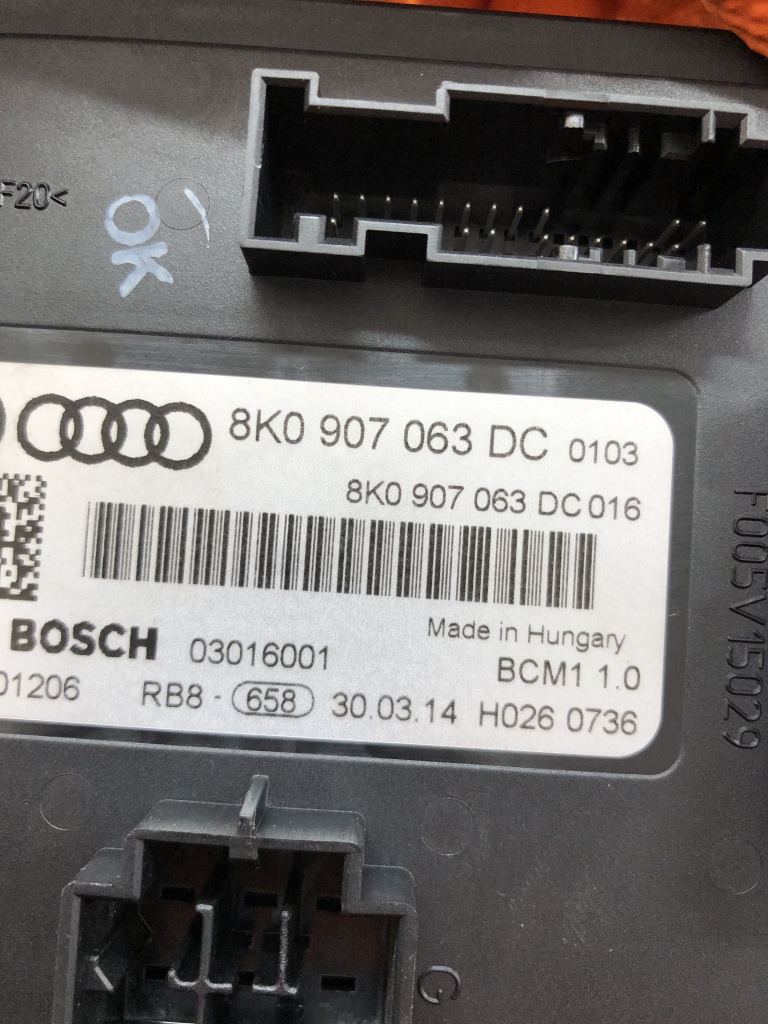 F20<
OK
8K0 907 063 DC 0103
8K0 907 063 DC 016
BOSCH 03016001
Made in Hungary
BCM1 1.0
01206 RB8 - 658 30.03.14 H026 0736
F005V15029
G